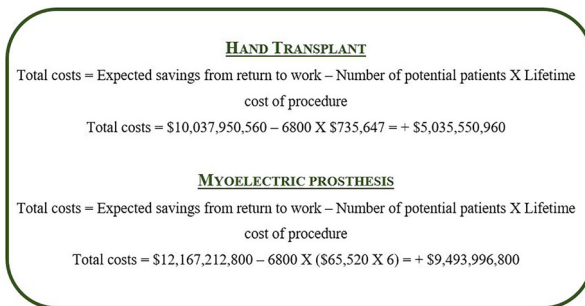 HAND TRANSPLANT
Total costs = Expected savings from return to work – Number of potential patients X Lifetime
cost of procedure
Total costs = $10,037,950,560 – 6800 X $735,647 = + $5,035,550,960
MYOELECTRIC PROSTHESIS
Total costs = Expected savings from return to work – Number of potential patients X Lifetime
cost of procedure
Total costs = $12,167,212,800 – 6800 X ($65,520 X 6) = + $9,493,996,800